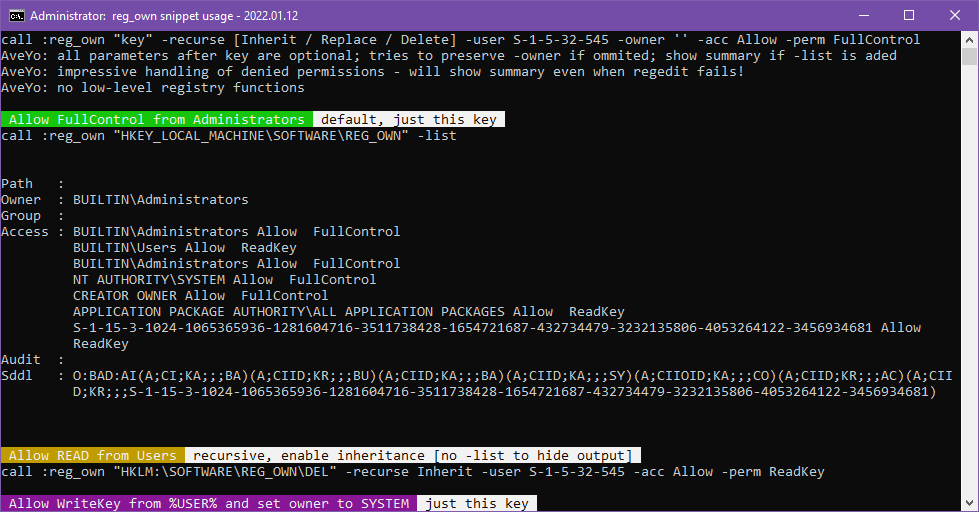 Administrator:  reg_own snippet usage - 2022.01.12
call :reg_own "key" -recurse [Inherit / Replace / Delete] -user S-1-5-32-545 -owner '' -acc Allow -perm FullControl
AveYo: all parameters after key are optional; tries to preserve -owner if ommited; show summary if -list is aded
AveYo: impressive handling of denied permissions - will show summary even when regedit fails!
AveYo: no low-level registry functions
Allow FullControl from Administrators  default, just this key
call :reg_own "HKEY_LOCAL_MACHINE\SOFTWARE\REG_OWN" -list
Path   :
Owner  : BUILTIN\Administrators
Group  :
Access : BUILTIN\Administrators Allow  FullControl
BUILTIN\Users Allow  ReadKey
BUILTIN\Administrators Allow  FullControl
NT AUTHORITY\SYSTEM Allow  FullControl
CREATOR OWNER Allow  FullControl
APPLICATION PACKAGE AUTHORITY\ALL APPLICATION PACKAGES Allow  ReadKey
S-1-15-3-1024-1065365936-1281604716-3511738428-1654721687-432734479-3232135806-4053264122-3456934681 Allow
ReadKey
Audit  :
Sddl   : O:BAD:AI(A;CI;KA;;;BA)(A;CIID;KR;;;BU)(A;CIID;KA;;;BA)(A;CIID;KA;;;SY)(A;CIIOID;KA;;;CO)(A;CIID;KR;;;AC)(A;CII
D;KR;;;S-1-15-3-1024-1065365936-1281604716-3511738428-1654721687-432734479-3232135806-4053264122-3456934681)
Allow READ from Users  recursive, enable inheritance [no -list to hide output]
call :reg_own "HKLM:\SOFTWARE\REG_OWN\DEL" -recurse Inherit -user S-1-5-32-545 -acc Allow -perm ReadKey
Allow WriteKey from %USER% and set owner to SYSTEM  just this key